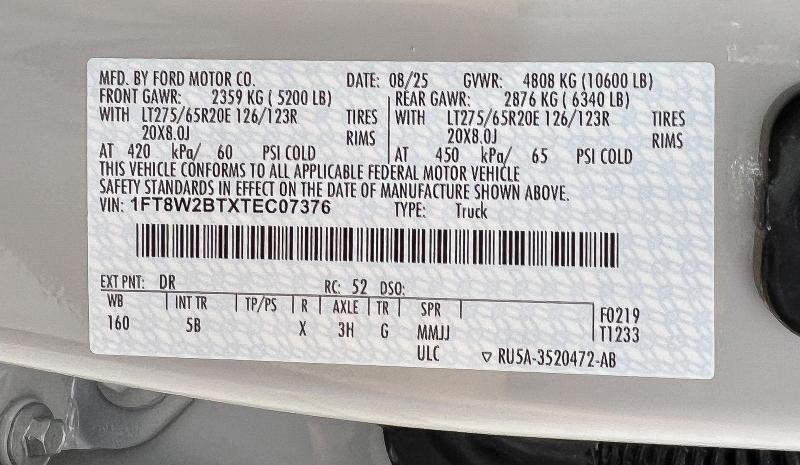 MFD. BY FORD MOTOR CO. DATE: 08/25 GVWR: 4808 KG (10600 LB)
FRONT GAWR: 2359 KG ( 5200 LB) REAR GAWR: 2876 KG ( 6340 LB)
WITH LT275/65R20E 126/123R TIRES WITH LT275/65R20E 126/123R TIRES
20X8.0J RIMS 20X8.0J RIMS
AT 420 kPa/ 60 PSI COLD AT 450 kPa/ 65 PSI COLD
THIS VEHICLE CONFORMS TO ALL APPLICABLE FEDERAL MOTOR VEHICLE
SAFETY STANDARDS IN EFFECT ON THE DATE OF MANUFACTURE SHOWN ABOVE.
VIN: 1FT8W2BTXTEC07376 TYPE: Truck
EXT PNT: DR RC: 52 DSO:
WB INT TR TP/PS R AXLE TR SPR F0219
160 5B X 3H G MMJJ T1233
ULC RU5A-3520472-AB